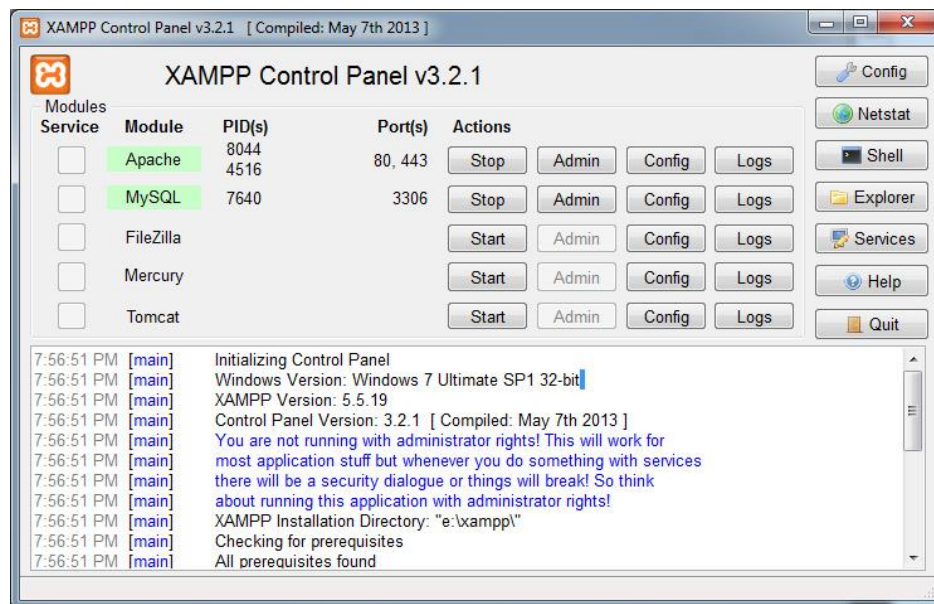 XAMPP Control Panel v3.2.1 [ Compiled: May 7th 2013 ]
XAMPP Control Panel v3.2.1
Config
Modules
Service Module PID(s) Port(s) Actions
Netstat
Apache 8044 4516 80, 443 Stop Admin Config Logs
Shell
MySQL 7640 3306 Stop Admin Config Logs
Explorer
FileZilla Start Admin Config Logs
Services
Mercury Start Admin Config Logs
Help
Tomcat Start Admin Config Logs
Quit
7:56:51 PM [main] Initializing Control Panel
7:56:51 PM [main] Windows Version: Windows 7 Ultimate SP1 32-bit
7:56:51 PM [main] XAMPP Version: 5.5.19
7:56:51 PM [main] Control Panel Version: 3.2.1 [ Compiled: May 7th 2013 ]
7:56:51 PM [main] You are not running with administrator rights! This will work for
7:56:51 PM [main] most application stuff but whenever you do something with services
7:56:51 PM [main] there will be a security dialogue or things will break! So think
7:56:51 PM [main] about running this application with administrator rights!
7:56:51 PM [main] XAMPP Installation Directory: "e:\xampp\"
7:56:51 PM [main] Checking for prerequisites
7:56:51 PM [main] All prerequisites found